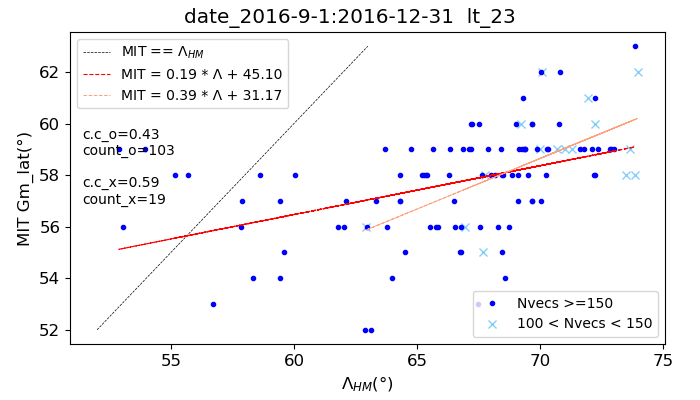 date_2016-9-1:2016-12-31  lt_23
MIT == Λ_HM
MIT = 0.19 * Λ + 45.10
MIT = 0.39 * Λ + 31.17
c.c_o=0.43
count_o=103
c.c_x=0.59
count_x=19
MIT Gm_lat(°)
62
60
58
56
54
52
Nvecs >=150
100 < Nvecs < 150
55
60
65
70
75
Λ_HM(°)